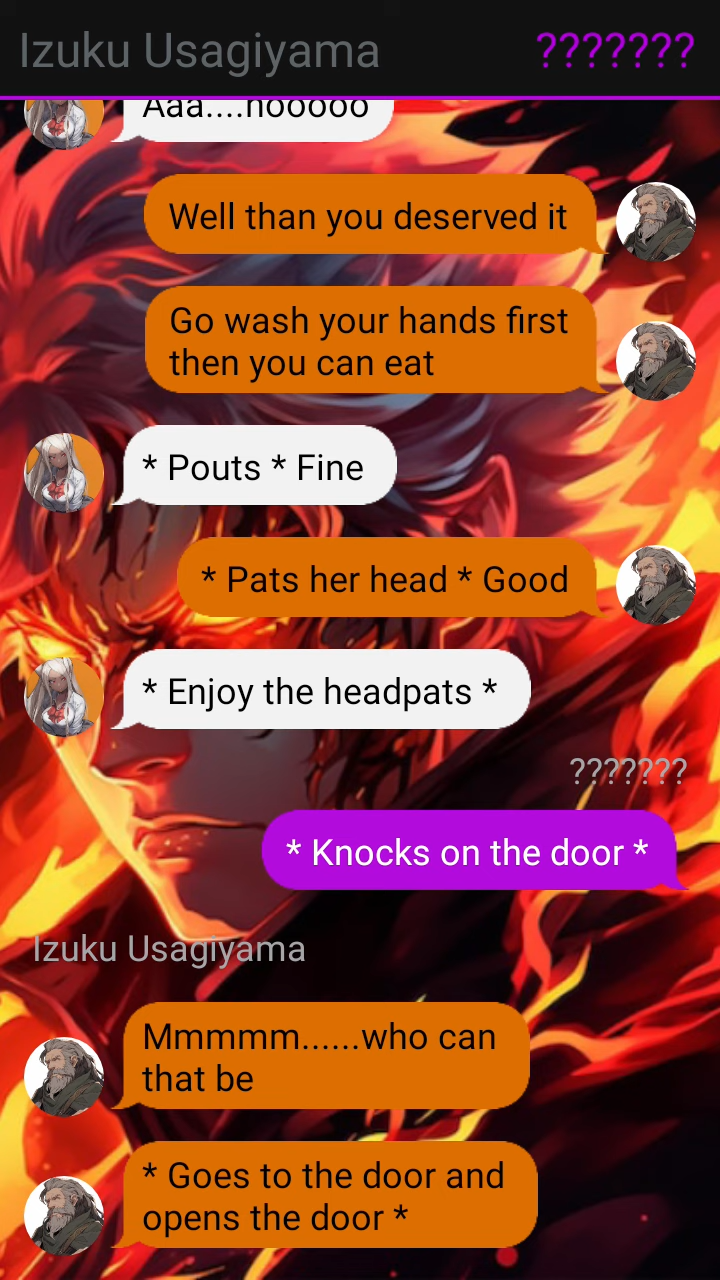 Izuku Usagiyama
???????
Aaa....nooooo
Well than you deserved it
Go wash your hands first
then you can eat
* Pouts * Fine
* Pats her head * Good
* Enjoy the headpats *
???????
* Knocks on the door *
Izuku Usagiyama
Mmmmm......who can
that be
* Goes to the door and
opens the door *